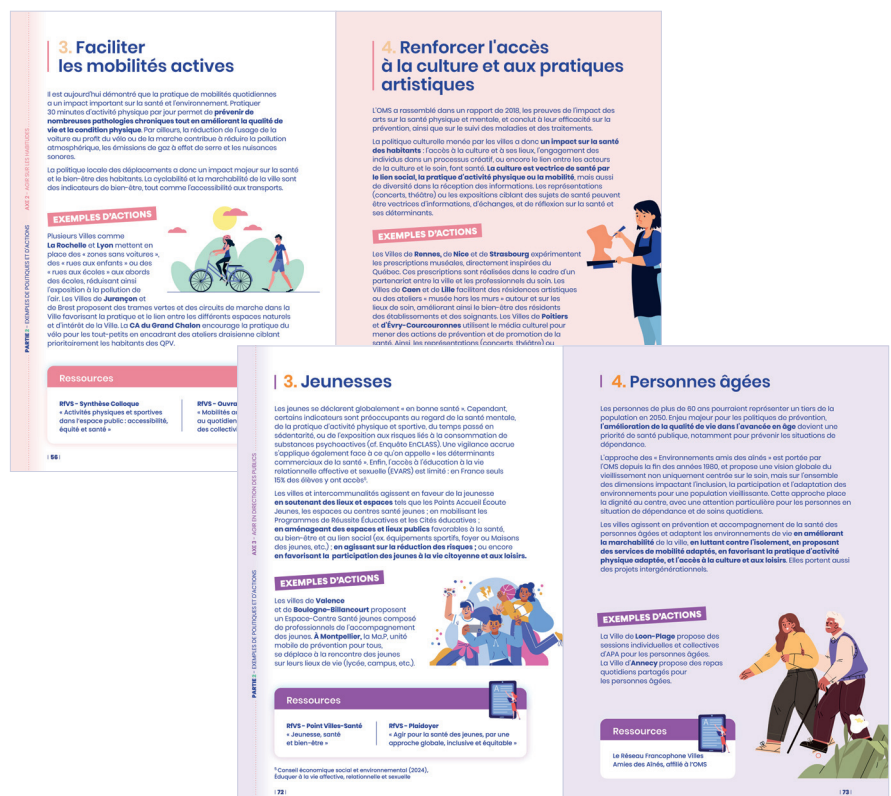 3. Faciliter
les mobilités actives
Il est aujourd'hui démontré que la pratique de mobilités quotidiennes
a un impact important sur la santé et l'environnement. Pratiquer
30 minutes d'activité physique par jour permet de prévenir de
nombreuses pathologies chroniques tout en améliorant la qualité de
vie et la condition physique. Par ailleurs, la réduction de l'usage de la
voiture au profit du vélo ou de la marche contribue à réduire la pollution
atmosphérique, les émissions de gaz à effet de serre et les nuisances
sonores.
La politique locale des déplacements a donc un impact majeur sur la santé
et le bien-être des habitants. La cyclabilité et la marchabilité de la ville sont
des indicateurs de bien-être, tout comme l'accessibilité aux transports.
EXEMPLES D'ACTIONS
Plusieurs Villes comme
La Rochelle et Lyon mettent en
place des « zones sans voitures »,
des « rues aux enfants » ou des
« rues aux écoles » aux abords
des écoles, réduisant ainsi
l'exposition à la pollution de
l'air. Les Villes de Jurançon et
de Brest proposent des trames vertes et des circuits de marche dans la
Ville favorisant la pratique et le lien entre les différents espaces naturels
et d'intérêt de la Ville. La CA du Grand Chalon encourage la pratique du
vélo pour les tout-petits en encadrant des ateliers draisienne ciblant
prioritairement les habitants des QPV.
Ressources
RfVS - Synthèse Colloque
« Activités physiques et sportives
dans l'espace public : accessibilité,
équité et santé »
RfVS - Ouvra
« Mobilités ac
au quotidien
des collectivi
| 56 |
PARTIE 2 - EXEMPLES DE POLITIQUES ET D'ACTIONS AXE 2 - AGIR SUR LES HABITUDES
4. Renforcer l'accès
à la culture et aux pratiques
artistiques
L'OMS a rassemblé dans un rapport de 2018, les preuves de l'impact des
arts sur la santé physique et mentale, et conclut à leur efficacité sur la
prévention, ainsi que sur le suivi des maladies et des traitements.
La politique culturelle menée par les villes a donc un impact sur la santé
des habitants : l'accès à la culture et à ses lieux, l'engagement des
individus dans un processus créatif, ou encore le lien entre les acteurs
de la culture et le soin, font santé. La culture est vectrice de santé par
le lien social, la pratique d'activité physique ou la mobilité, mais aussi
de diversité dans la réception des informations. Les représentations
(concerts, théâtre) ou les expositions ciblant des sujets de santé peuvent
être vectrices d'informations, d'échanges, et de réflexion sur la santé et
ses déterminants.
EXEMPLES D'ACTIONS
Les Villes de Rennes, de Nice et de Strasbourg expérimentent
les prescriptions muséales, directement inspirées du
Québec. Ces prescriptions sont réalisées dans le cadre d'un
partenariat entre la ville et les professionnels du soin. Les
Villes de Caen et de Lille facilitent des résidences artistiques
ou des ateliers « musée hors les murs » autour et sur les
lieux de soin, améliorant ainsi le bien-être des résidents
des établissements et des soignants. Les Villes de Poitiers
et d'Évry-Courcouronnes utilisent le média culturel pour
mener des actions de prévention et de promotion de la
santé. Ainsi, les représentations (concerts, théâtre) ou
3. Jeunesses
Les jeunes se déclarent globalement « en bonne santé ». Cependant,
certains indicateurs sont préoccupants au regard de la santé mentale,
de la pratique d'activité physique et sportive, du temps passé en
sédentarité, ou de l'exposition aux risques liés à la consommation de
substances psychoactives (cf. Enquête EnCLASS). Une vigilance accrue
s'applique également face à ce qu'on appelle « les déterminants
commerciaux de la santé ». Enfin, l'accès à l'éducation à la vie
relationnelle affective et sexuelle (EVARS) est limité : en France seuls
15% des élèves y ont accès⁵.
Les villes et intercommunalités agissent en faveur de la jeunesse
en soutenant des lieux et espaces tels que les Points Accueil Écoute
Jeunes, les espaces ou centres santé jeunes ; en mobilisant les
Programmes de Réussite Éducatives et les Cités éducatives ;
en aménageant des espaces et lieux publics favorables à la santé,
au bien-être et au lien social (ex. équipements sportifs, foyer ou Maisons
des jeunes, etc.) ; en agissant sur la réduction des risques ; ou encore
en favorisant la participation des jeunes à la vie citoyenne et aux loisirs.
EXEMPLES D'ACTIONS
Les villes de Valence
et de Boulogne-Billancourt proposent
un Espace-Centre Santé jeunes composé
de professionnels de l'accompagnement
des jeunes. À Montpellier, la Ma.P, unité
mobile de prévention pour tous,
se déplace à la rencontre des jeunes
sur leurs lieux de vie (lycée, campus, etc.).
Ressources
RfVS - Point Villes-Santé
« Jeunesse, santé
et bien-être »
RfVS - Plaidoyer
« Agir pour la santé des jeunes, par une
approche globale, inclusive et équitable »
⁵ Conseil économique social et environnemental (2024),
Éduquer à la vie affective, relationnelle et sexuelle
| 72 |
PARTIE 2 - EXEMPLES DE POLITIQUES ET D'ACTIONS AXE 3 - AGIR EN DIRECTION DES PUBLICS
4. Personnes âgées
Les personnes de plus de 60 ans pourraient représenter un tiers de la
population en 2050. Enjeu majeur pour les politiques de prévention,
l'amélioration de la qualité de vie dans l'avancée en âge devient une
priorité de santé publique, notamment pour prévenir les situations de
dépendance.
L'approche des « Environnements amis des aînés » est portée par
l'OMS depuis la fin des années 1980, et propose une vision globale du
vieillissement non uniquement centrée sur le soin, mais sur l'ensemble
des dimensions impactant l'inclusion, la participation et l'adaptation des
environnements pour une population vieillissante. Cette approche place
la dignité au centre, avec une attention particulière pour les personnes en
situation de dépendance et de soins quotidiens.
Les villes agissent en prévention et accompagnement de la santé des
personnes âgées et adaptent les environnements de vie en améliorant
la marchabilité de la ville, en luttant contre l'isolement, en proposant
des services de mobilité adaptés, en favorisant la pratique d'activité
physique adaptée, et l'accès à la culture et aux loisirs. Elles portent aussi
des projets intergénérationnels.
EXEMPLES D'ACTIONS
La Ville de Loon-Plage propose des
sessions individuelles et collectives
d'APA pour les personnes âgées.
La Ville d'Annecy propose des repas
quotidiens partagés pour
les personnes âgées.
Ressources
Le Réseau Francophone Villes
Amies des Aînés, affilié à l'OMS
| 73 |